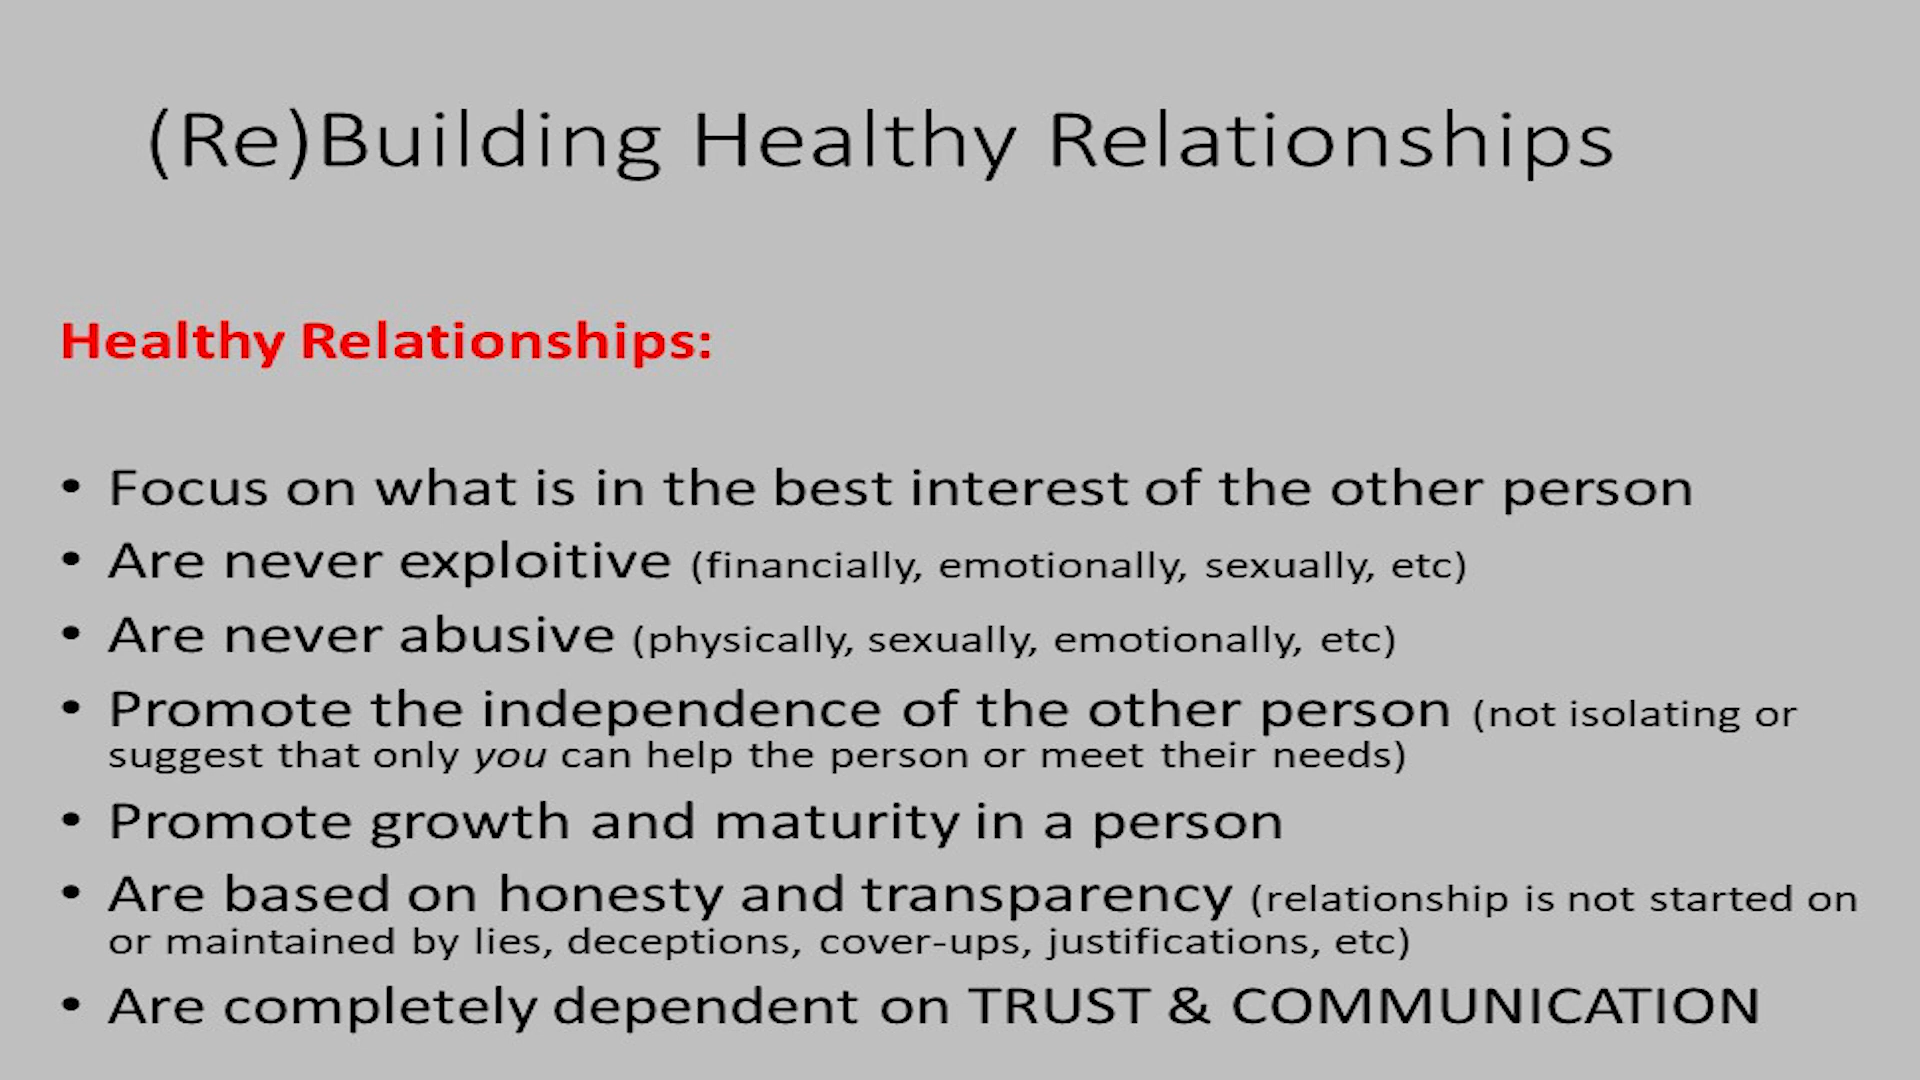 (Re)Building Healthy Relationships
Healthy Relationships:
• Focus on what is in the best interest of the other person
• Are never exploitive (financially, emotionally, sexually, etc)
• Are never abusive (physically, sexually, emotionally, etc)
• Promote the independence of the other person (not isolating or
suggest that only you can help the person or meet their needs)
• Promote growth and maturity in a person
• Are based on honesty and transparency (relationship is not started on
or maintained by lies, deceptions, cover-ups, justifications, etc)
• Are completely dependent on TRUST & COMMUNICATION